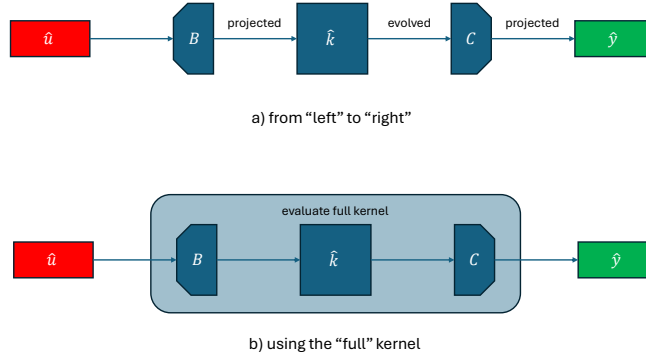 projected evolved projected
û B k̂ C ŷ
a) from “left” to “right”
evaluate full kernel
û B k̂ C ŷ
b) using the “full” kernel